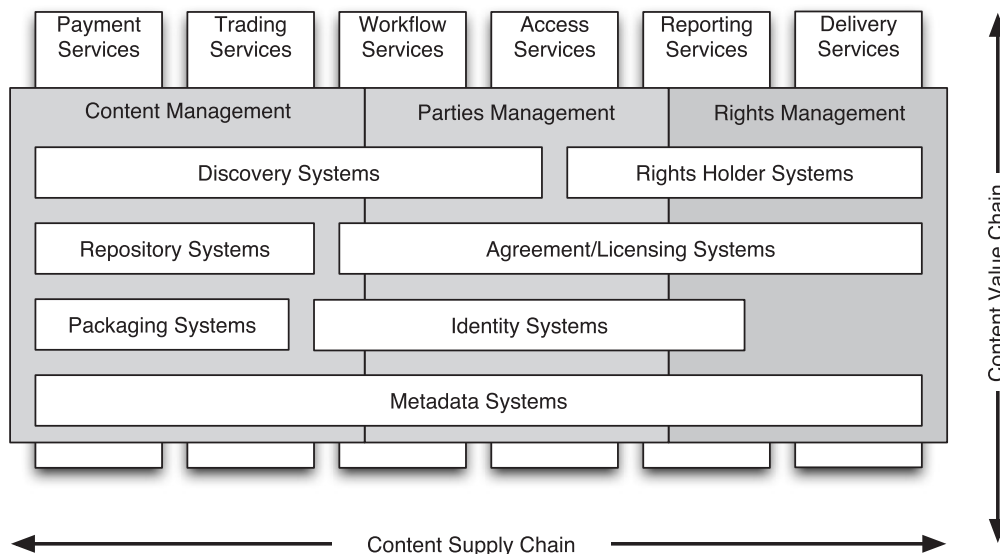 Payment
Services
Trading
Services
Workflow
Services
Access
Services
Reporting
Services
Delivery
Services
Content Management
Parties Management
Rights Management
Discovery Systems
Rights Holder Systems
Repository Systems
Agreement/Licensing Systems
Packaging Systems
Identity Systems
Metadata Systems
Content Value Chain
Content Supply Chain